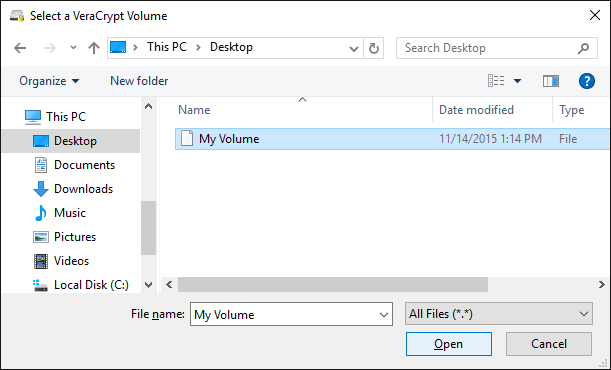 Select a VeraCrypt Volume
This PC > Desktop
Search Desktop
Organize
New folder
Name
Date modified
Type
This PC
Desktop
Documents
Downloads
Music
Pictures
Videos
Local Disk (C:)
My Volume
11/14/2015 1:14 PM
File
File name:
My Volume
All Files (*.*)
Open
Cancel